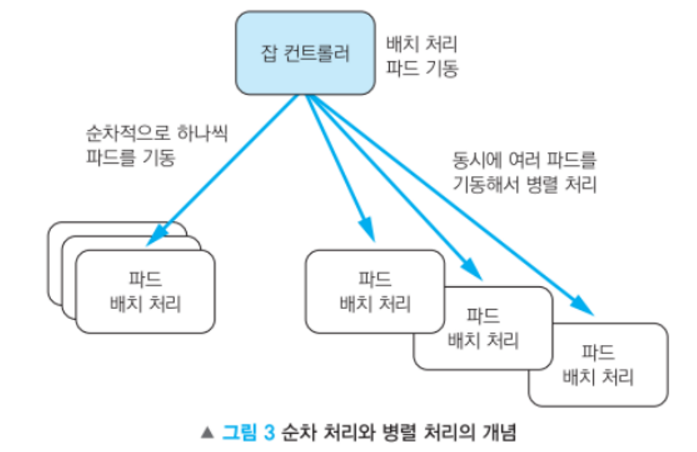 잡 컨트롤러
배치 처리
파드 기동
순차적으로 하나씩
파드를 기동
동시에 여러 파드를
기동해서 병렬 처리
파드
배치 처리
파드
배치 처리
파드
배치 처리
파드
배치 처리
▲ 그림 3 순차 처리와 병렬 처리의 개념